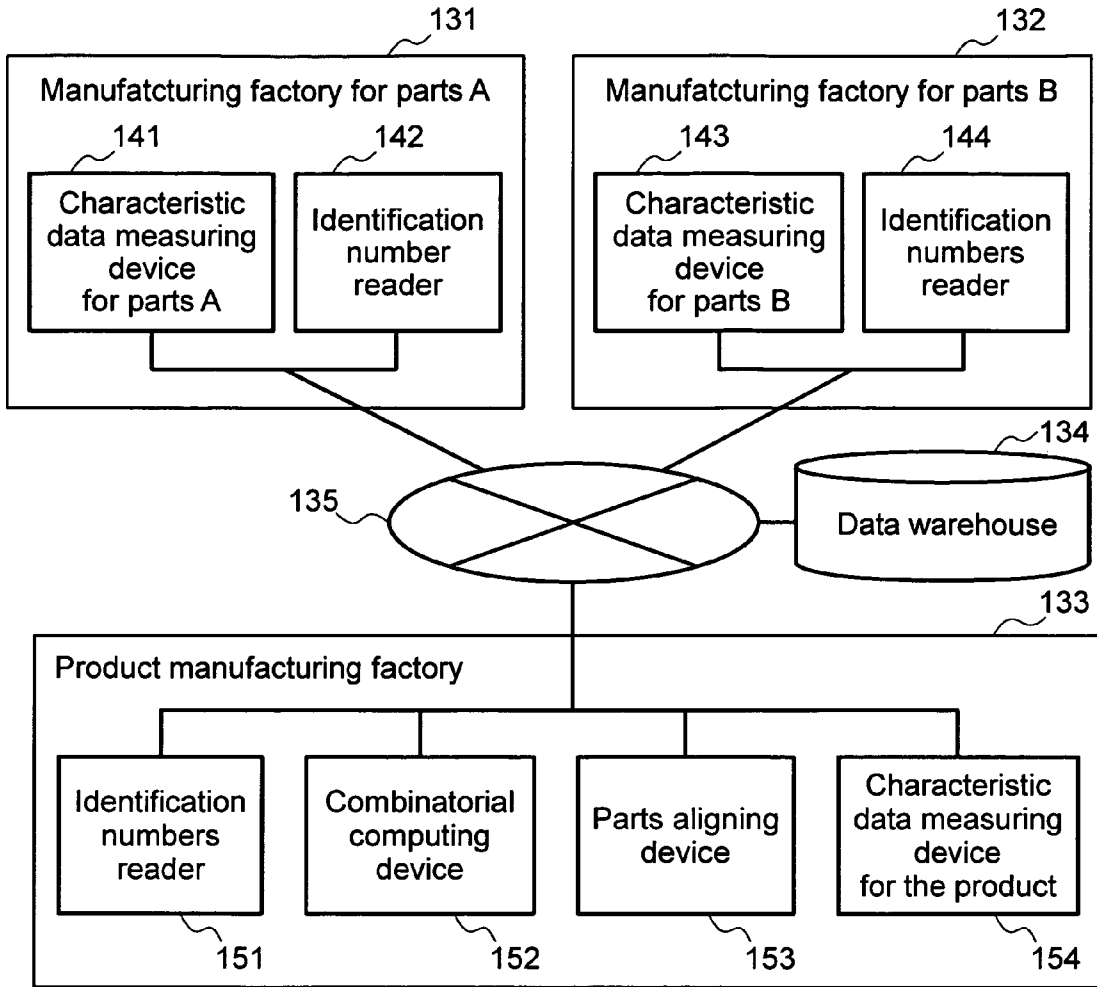 131
132
Manufatcturing factory for parts A
Manufatcturing factory for parts B
141
142
143
144
Characteristic
data measuring
device
for parts A
Identification
number
reader
Characteristic
data measuring
device
for parts B
Identification
numbers
reader
134
135
Data warehouse
133
Product manufacturing factory
Identification
numbers
reader
Combinatorial
computing
device
Parts aligning
device
Characteristic
data measuring
device
for the product
151
152
153
154